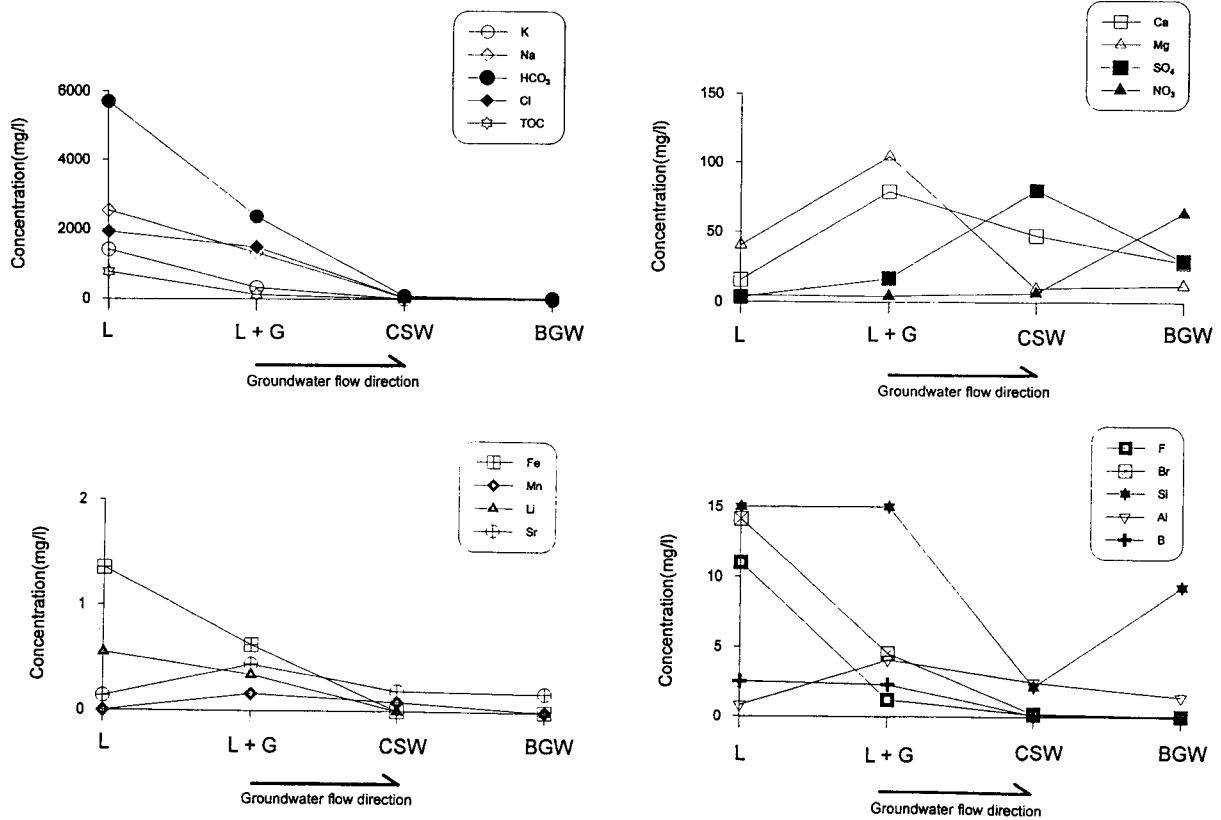 K
Na
HCO₃
Cl
TOC
6000
4000
2000
0
Concentration(mg/l)
L
L + G
CSW
BGW
Groundwater flow direction
Ca
Mg
SO₄
NO₃
150
100
50
0
Concentration(mg/l)
L
L + G
CSW
BGW
Groundwater flow direction
Fe
Mn
Li
Sr
2
1
0
Concentration(mg/l)
L
L + G
CSW
BGW
Groundwater flow direction
F
Br
Si
Al
B
15
10
5
0
Concentration(mg/l)
L
L + G
CSW
BGW
Groundwater flow direction